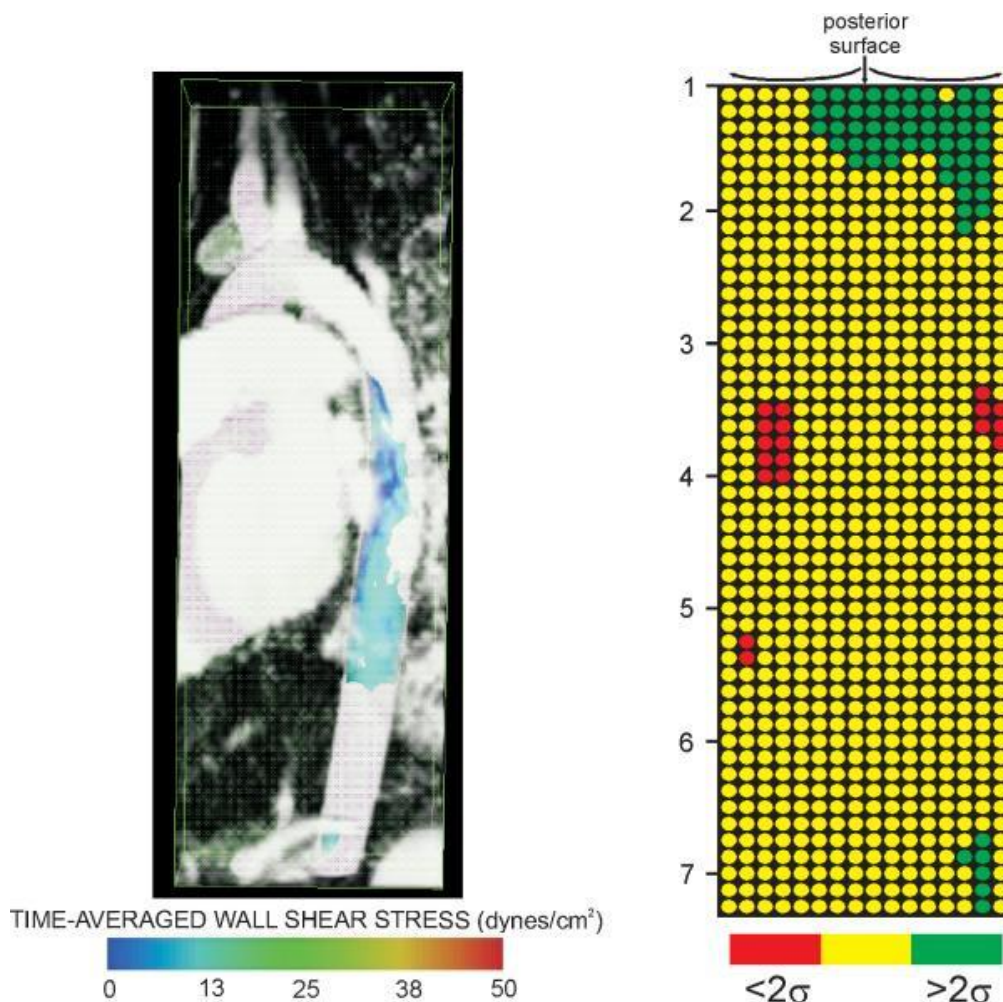 posterior
surface
1
2
3
4
5
6
7
TIME-AVERAGED WALL SHEAR STRESS (dynes/cm²)
0 13 25 38 50
<2σ >2σ